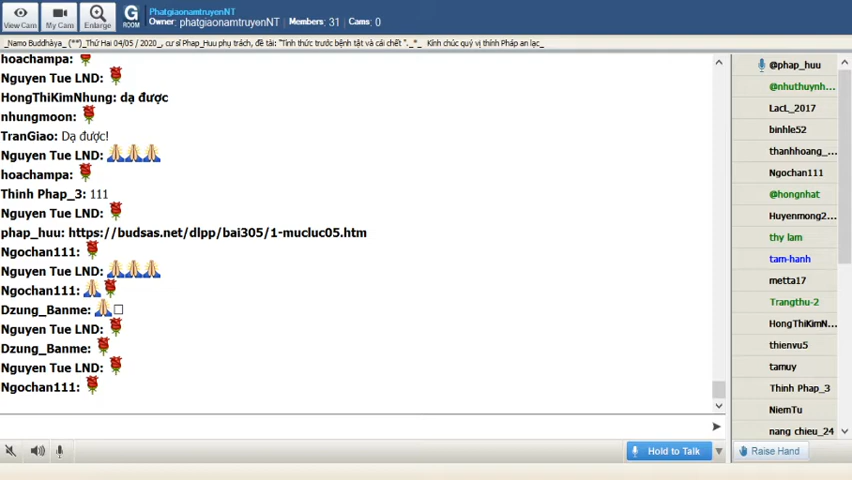 View Cam
My Cam
Enlarge
G ROOM
PhatgiaonamtruyenNT
Owner: phatgiaonamtruyenNT Members: 31 Cams: 0
_Namo Buddhàya_ (**)_Thứ Hai 04/05 / 2020_, cư sĩ Phap_Huu phụ trách, đề tài: "Tỉnh thức trước bệnh tật và cái chết "._*_ Kính chúc quý vị thính Pháp an lạc_
hoachampa: 🌹
Nguyen Tue LND: 🌹
HongThiKimNhung: dạ được
nhungmoon: 🌹
TranGiao: Dạ được!
Nguyen Tue LND: 🙏🙏🙏
hoachampa: 🌹
Thinh Phap_3: 111
Nguyen Tue LND: 🌹
phap_huu: https://budsas.net/dlpp/bai305/1-mucluc05.htm
Ngochan111: 🌹
Nguyen Tue LND: 🙏🙏🙏
Ngochan111: 🙏🌹
Dzung_Banme: 🙏□
Nguyen Tue LND: 🌹
Dzung_Banme: 🌹
Nguyen Tue LND: 🌹
Ngochan111: 🌹
@phap_huu
@nhuthuynh...
LacL_2017
binhle52
thanhhoang_...
Ngochan111
@hongnhat
Huyenmong2...
thy lam
tam-hanh
metta17
Trangthu-2
HongThiKimN...
thienvu5
tamuy
Thinh Phap_3
NiemTu
nang chieu_24
Hold to Talk
Raise Hand